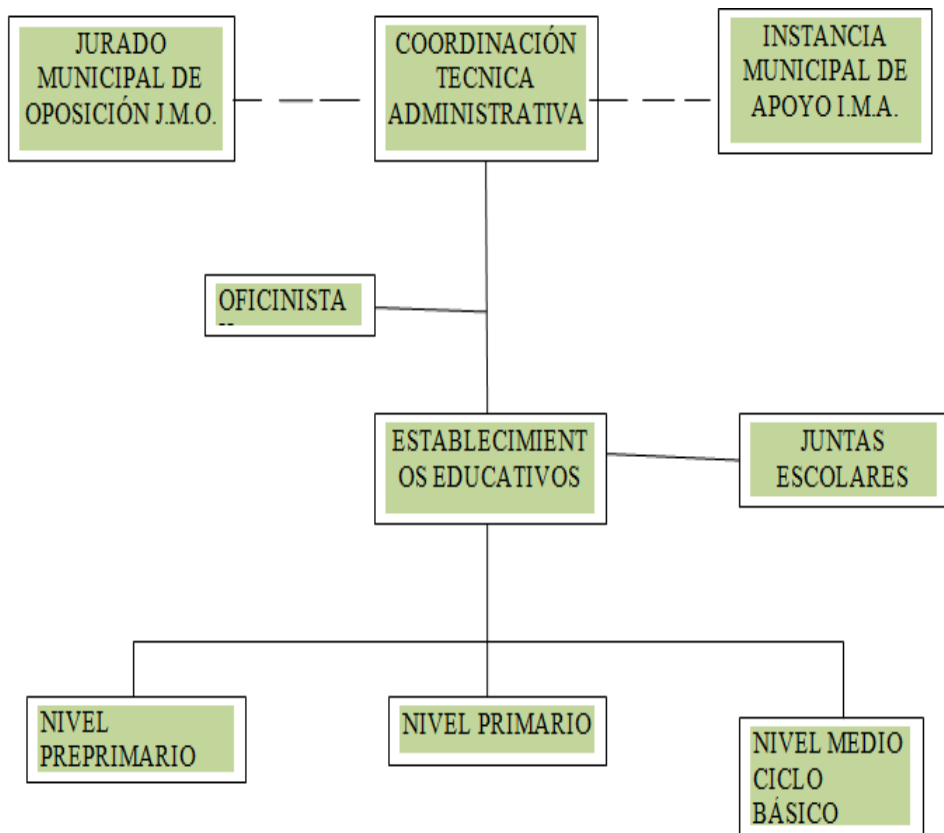 JURADO
MUNICIPAL DE
OPOSICIÓN J.M.O.
COORDINACIÓN
TECNICA
ADMINISTRATIVA
INSTANCIA
MUNICIPAL DE
APOYO I.M.A.
OFICINISTA
ESTABLECIMIENT
OS EDUCATIVOS
JUNTAS
ESCOLARES
NIVEL
PREPRIMARIO
NIVEL PRIMARIO
NIVEL MEDIO
CICLO
BÁSICO